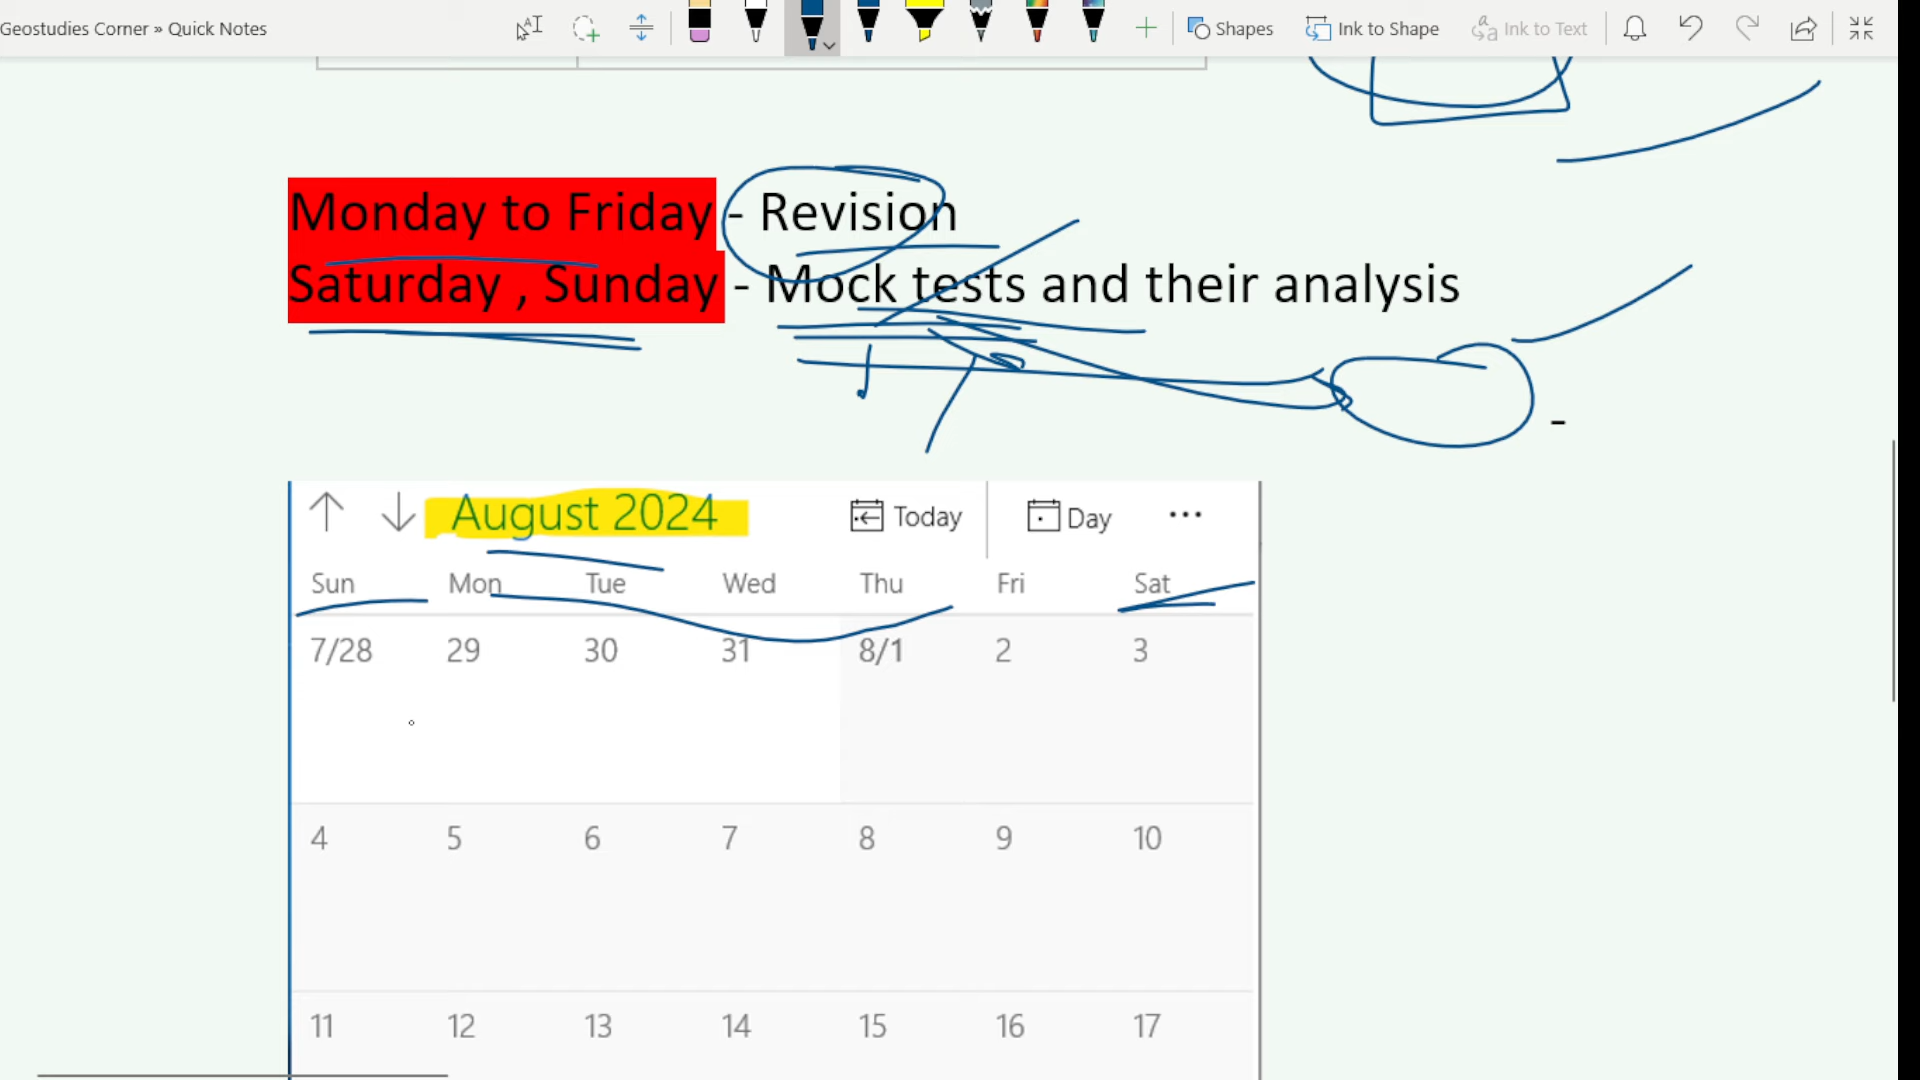 Geostudies Corner » Quick Notes
Shapes
Ink to Shape
Ink to Text
Monday to Friday - Revision
Saturday , Sunday - Mock tests and their analysis
-
August 2024
Today
Day
Sun Mon Tue Wed Thu Fri Sat
7/28 29 30 31 8/1 2 3
4 5 6 7 8 9 10
11 12 13 14 15 16 17